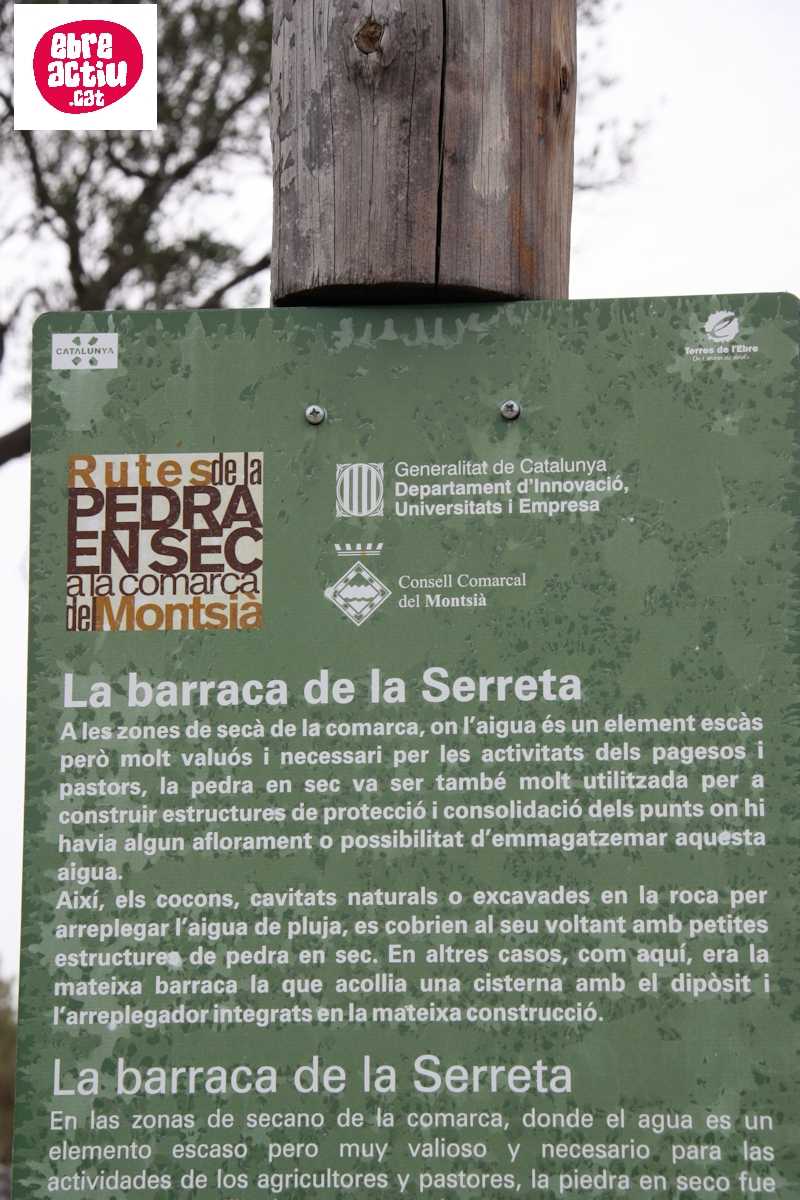 ebre
actiu
.cat
CATALUNYA
Terres de l'Ebre
Rutes de la
PEDRA
EN SEC
a la comarca
del Montsià
Generalitat de Catalunya
Departament d'Innovació,
Universitats i Empresa
Consell Comarcal
del Montsià
La barraca de la Serreta
A les zones de secà de la comarca, on l'aigua és un element escàs
però molt valuós i necessari per les activitats dels pagesos i
pastors, la pedra en sec va ser també molt utilitzada per a
construir estructures de protecció i consolidació dels punts on hi
havia algun aflorament o possibilitat d'emmagatzemar aquesta
aigua.
Així, els cocons, cavitats naturals o excavades en la roca per
arreplegar l'aigua de pluja, es cobrien al seu voltant amb petites
estructures de pedra en sec. En altres casos, com aquí, era la
mateixa barraca la que acollia una cisterna amb el dipòsit i
l'arreplegador integrats en la mateixa construcció.
La barraca de la Serreta
En las zonas de secano de la comarca, donde el agua es un
elemento escaso pero muy valioso y necesario para las
actividades de los agricultores y pastores, la piedra en seco fue